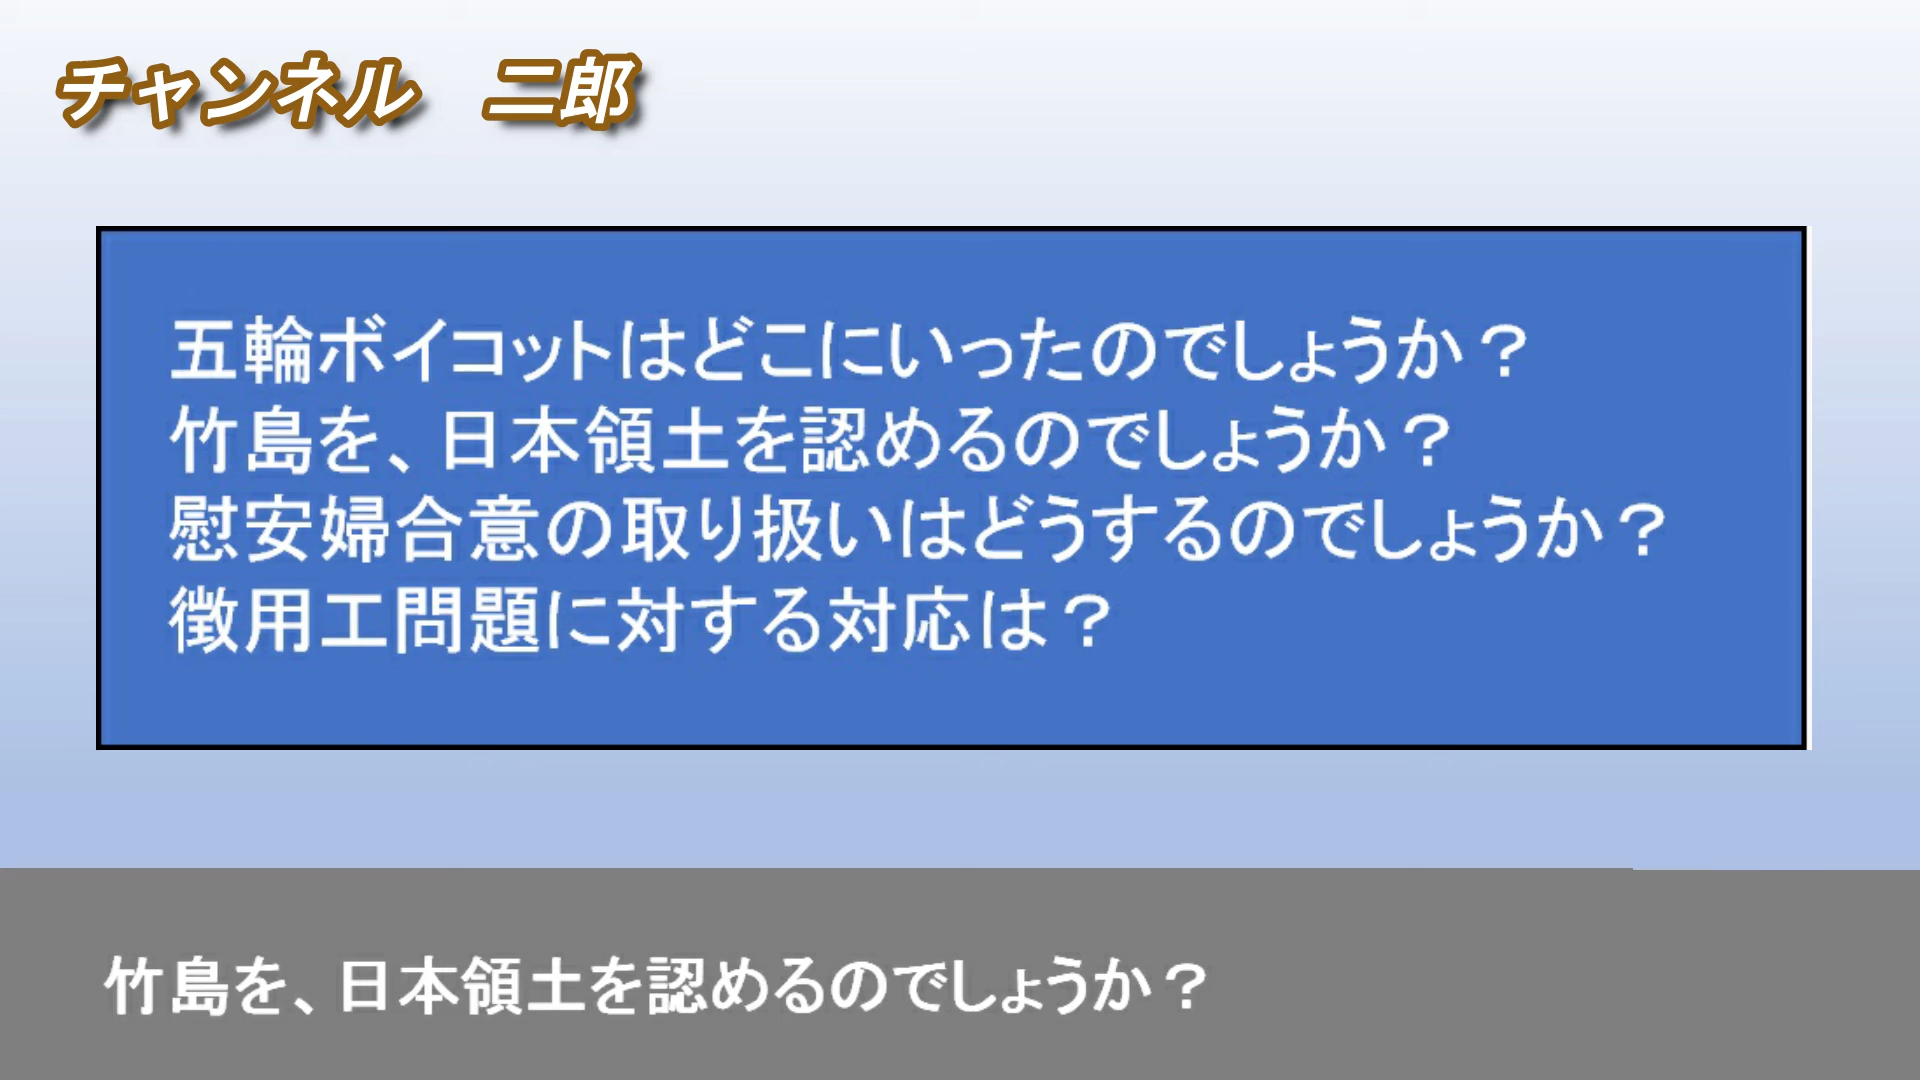 チャンネル　二郎
五輪ボイコットはどこにいったのでしょうか？
竹島を、日本領土を認めるのでしょうか？
慰安婦合意の取り扱いはどうするのでしょうか？
徴用工問題に対する対応は？
竹島を、日本領土を認めるのでしょうか？